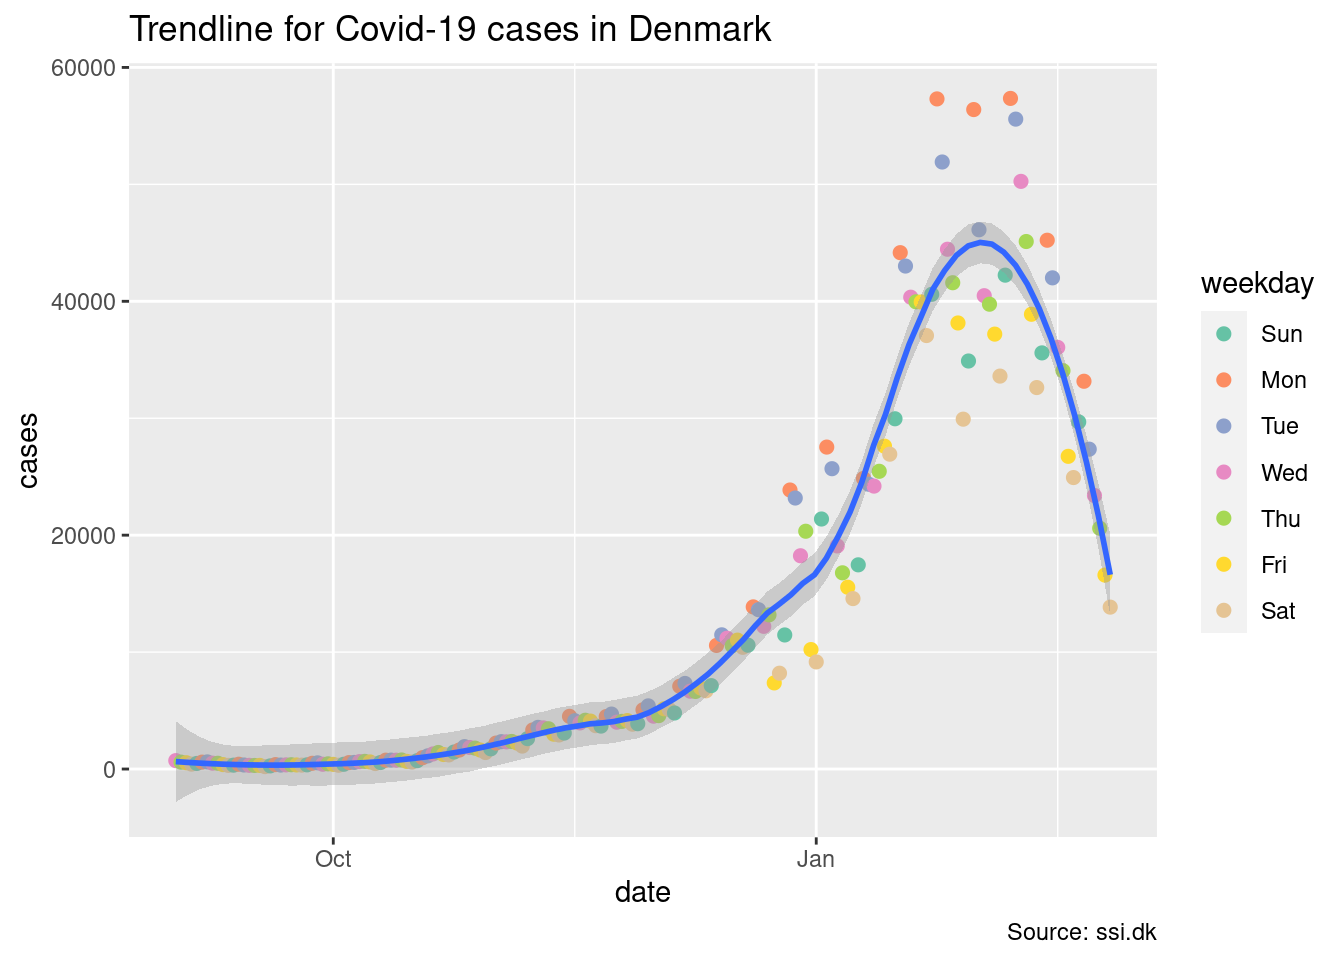 Trendline for Covid-19 cases in Denmark
60000
40000
20000
0
cases
Oct
Jan
date
weekday
Sun
Mon
Tue
Wed
Thu
Fri
Sat
Source: ssi.dk